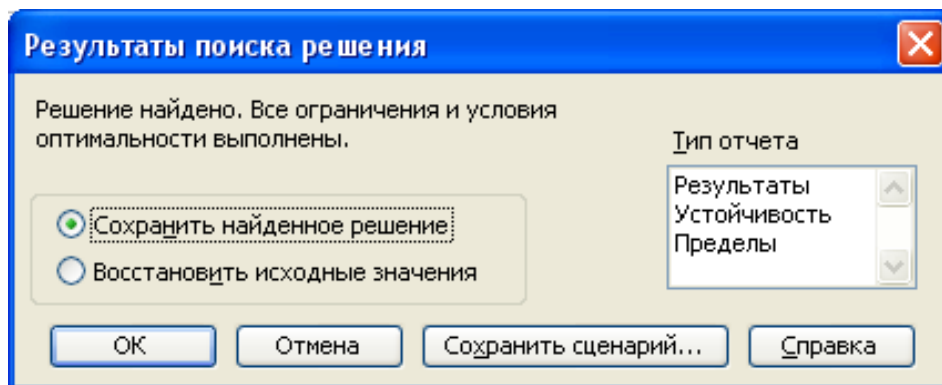 Результаты поиска решения
Решение найдено. Все ограничения и условия
оптимальности выполнены.
Тип отчета
Результаты
Устойчивость
Пределы
Сохранить найденное решение
Восстановить исходные значения
ОК
Отмена
Сохранить сценарий...
Справка